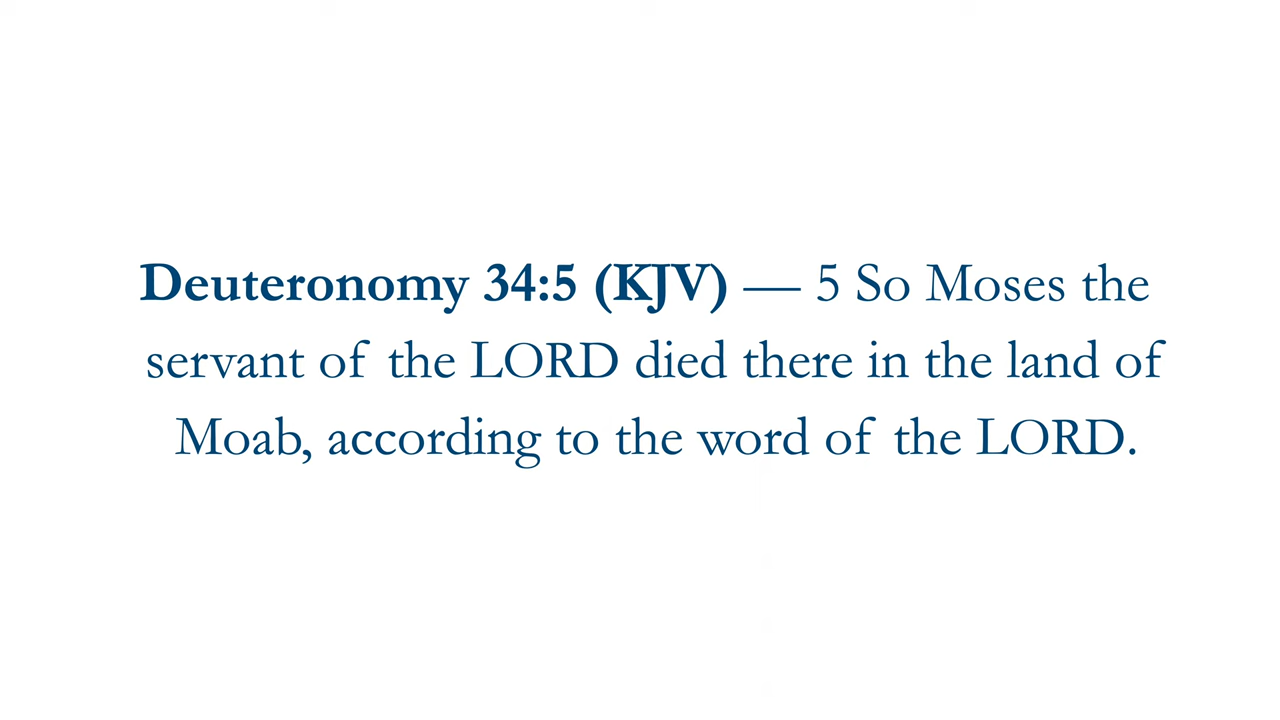 Deuteronomy 34:5 (KJV) — 5 So Moses the
servant of the LORD died there in the land of
Moab, according to the word of the LORD.